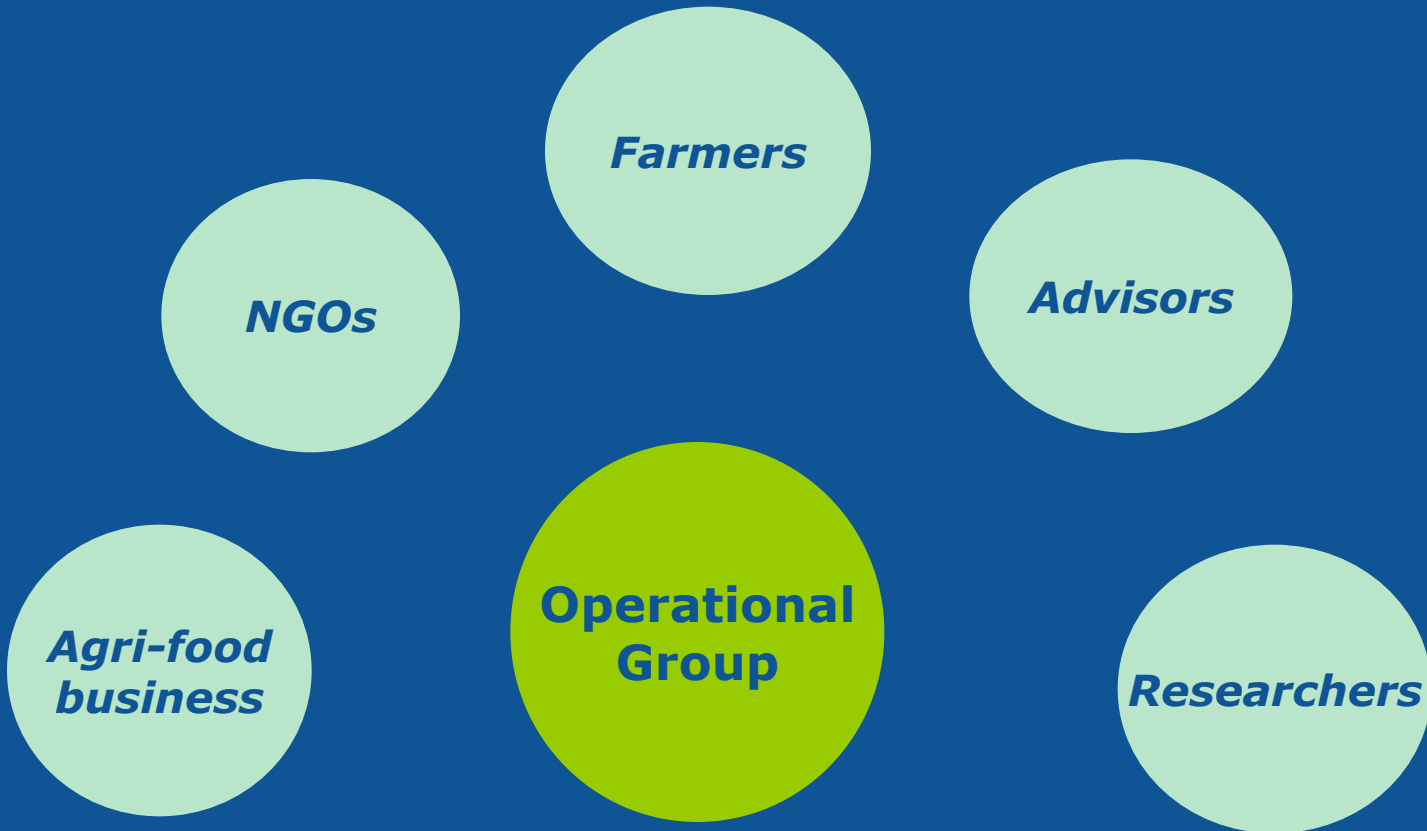 Farmers
Advisors
NGOs
Operational
Group
Agri-food
business
Researchers